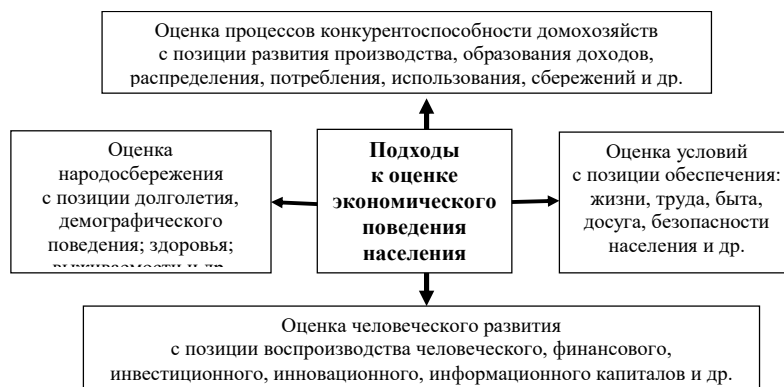 Оценка процессов конкурентоспособности домохозяйств
с позиции развития производства, образования доходов,
распределения, потребления, использования, сбережений и др.
Оценка
народосбережения
с позиции долголетия,
демографического
поведения; здоровья;
выживаемости и др.
Подходы
к оценке
экономического
поведения
населения
Оценка условий
с позиции обеспечения:
жизни, труда, быта,
досуга, безопасности
населения и др.
Оценка человеческого развития
с позиции воспроизводства человеческого, финансового,
инвестиционного, инновационного, информационного капиталов и др.